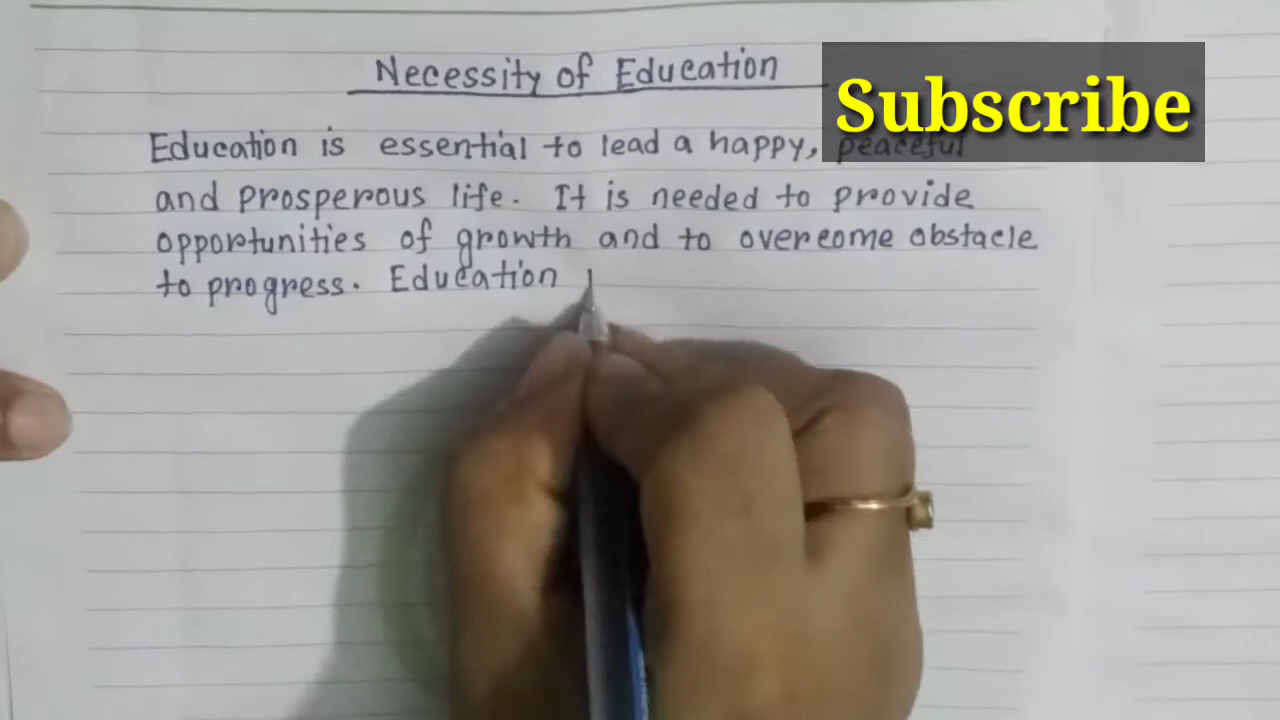 Necessity of Education
Subscribe
Education is essential to lead a happy, peaceful
and prosperous life. It is needed to provide
opportunities of growth and to overcome obstacle
to progress. Education